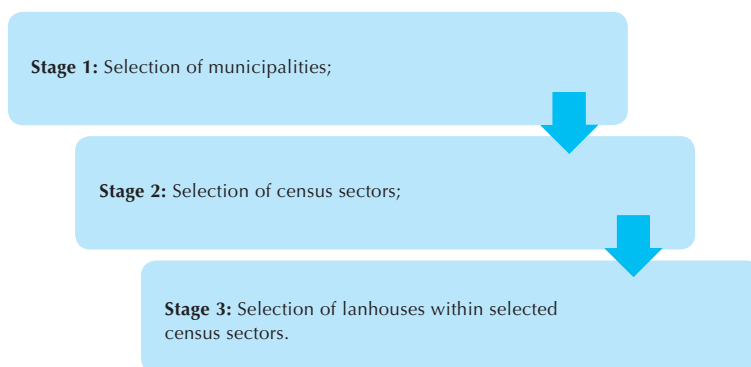 Stage 1: Selection of municipalities;
Stage 2: Selection of census sectors;
Stage 3: Selection of lanhouses within selected
census sectors.